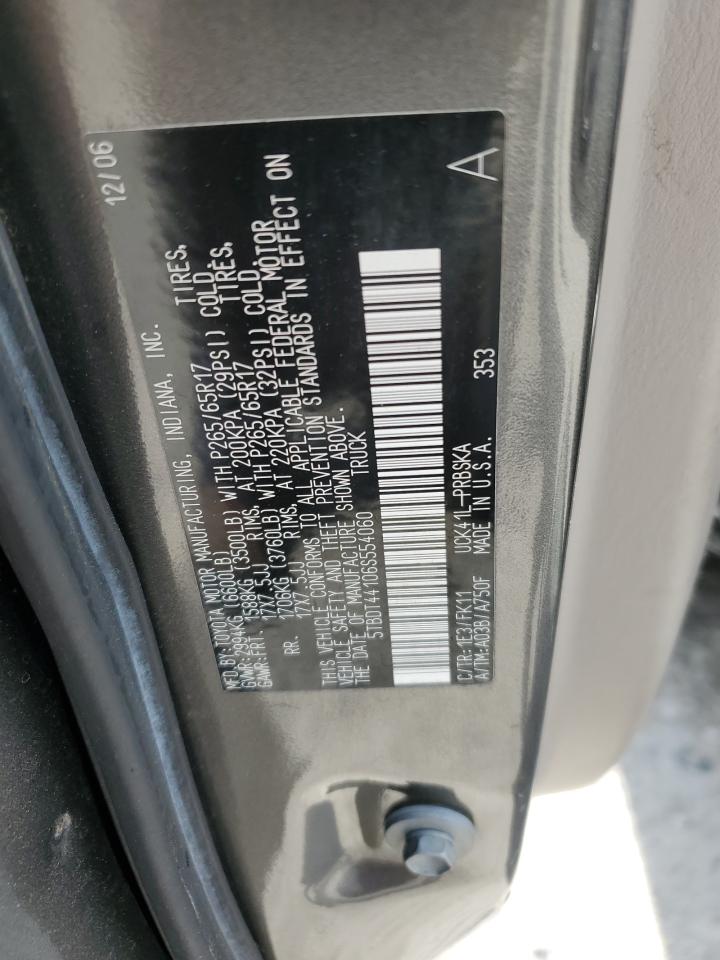 MFD BY: TOYOTA MOTOR MANUFACTURING, INDIANA, INC. 12/06
GVWR: 2994KG (6600LB)
GAWR: FRT. 1588KG (3500LB) WITH P265/65R17 TIRES,
17X7.5JJ RIMS, AT 200KPA (29PSI) COLD.
RR. 1706KG (3760LB) WITH P265/65R17 TIRES,
17X7.5JJ RIMS, AT 220KPA (32PSI) COLD.
THIS VEHICLE CONFORMS TO ALL APPLICABLE FEDERAL MOTOR
VEHICLE SAFETY AND THEFT PREVENTION STANDARDS IN EFFECT ON
THE DATE OF MANUFACTURE SHOWN ABOVE.
5TBDT44106S554060 TRUCK
C/TR: 1E3/FK11 UCK41L-PRBSKA
A/TM: A03B/A750F MADE IN U.S.A. 353
A